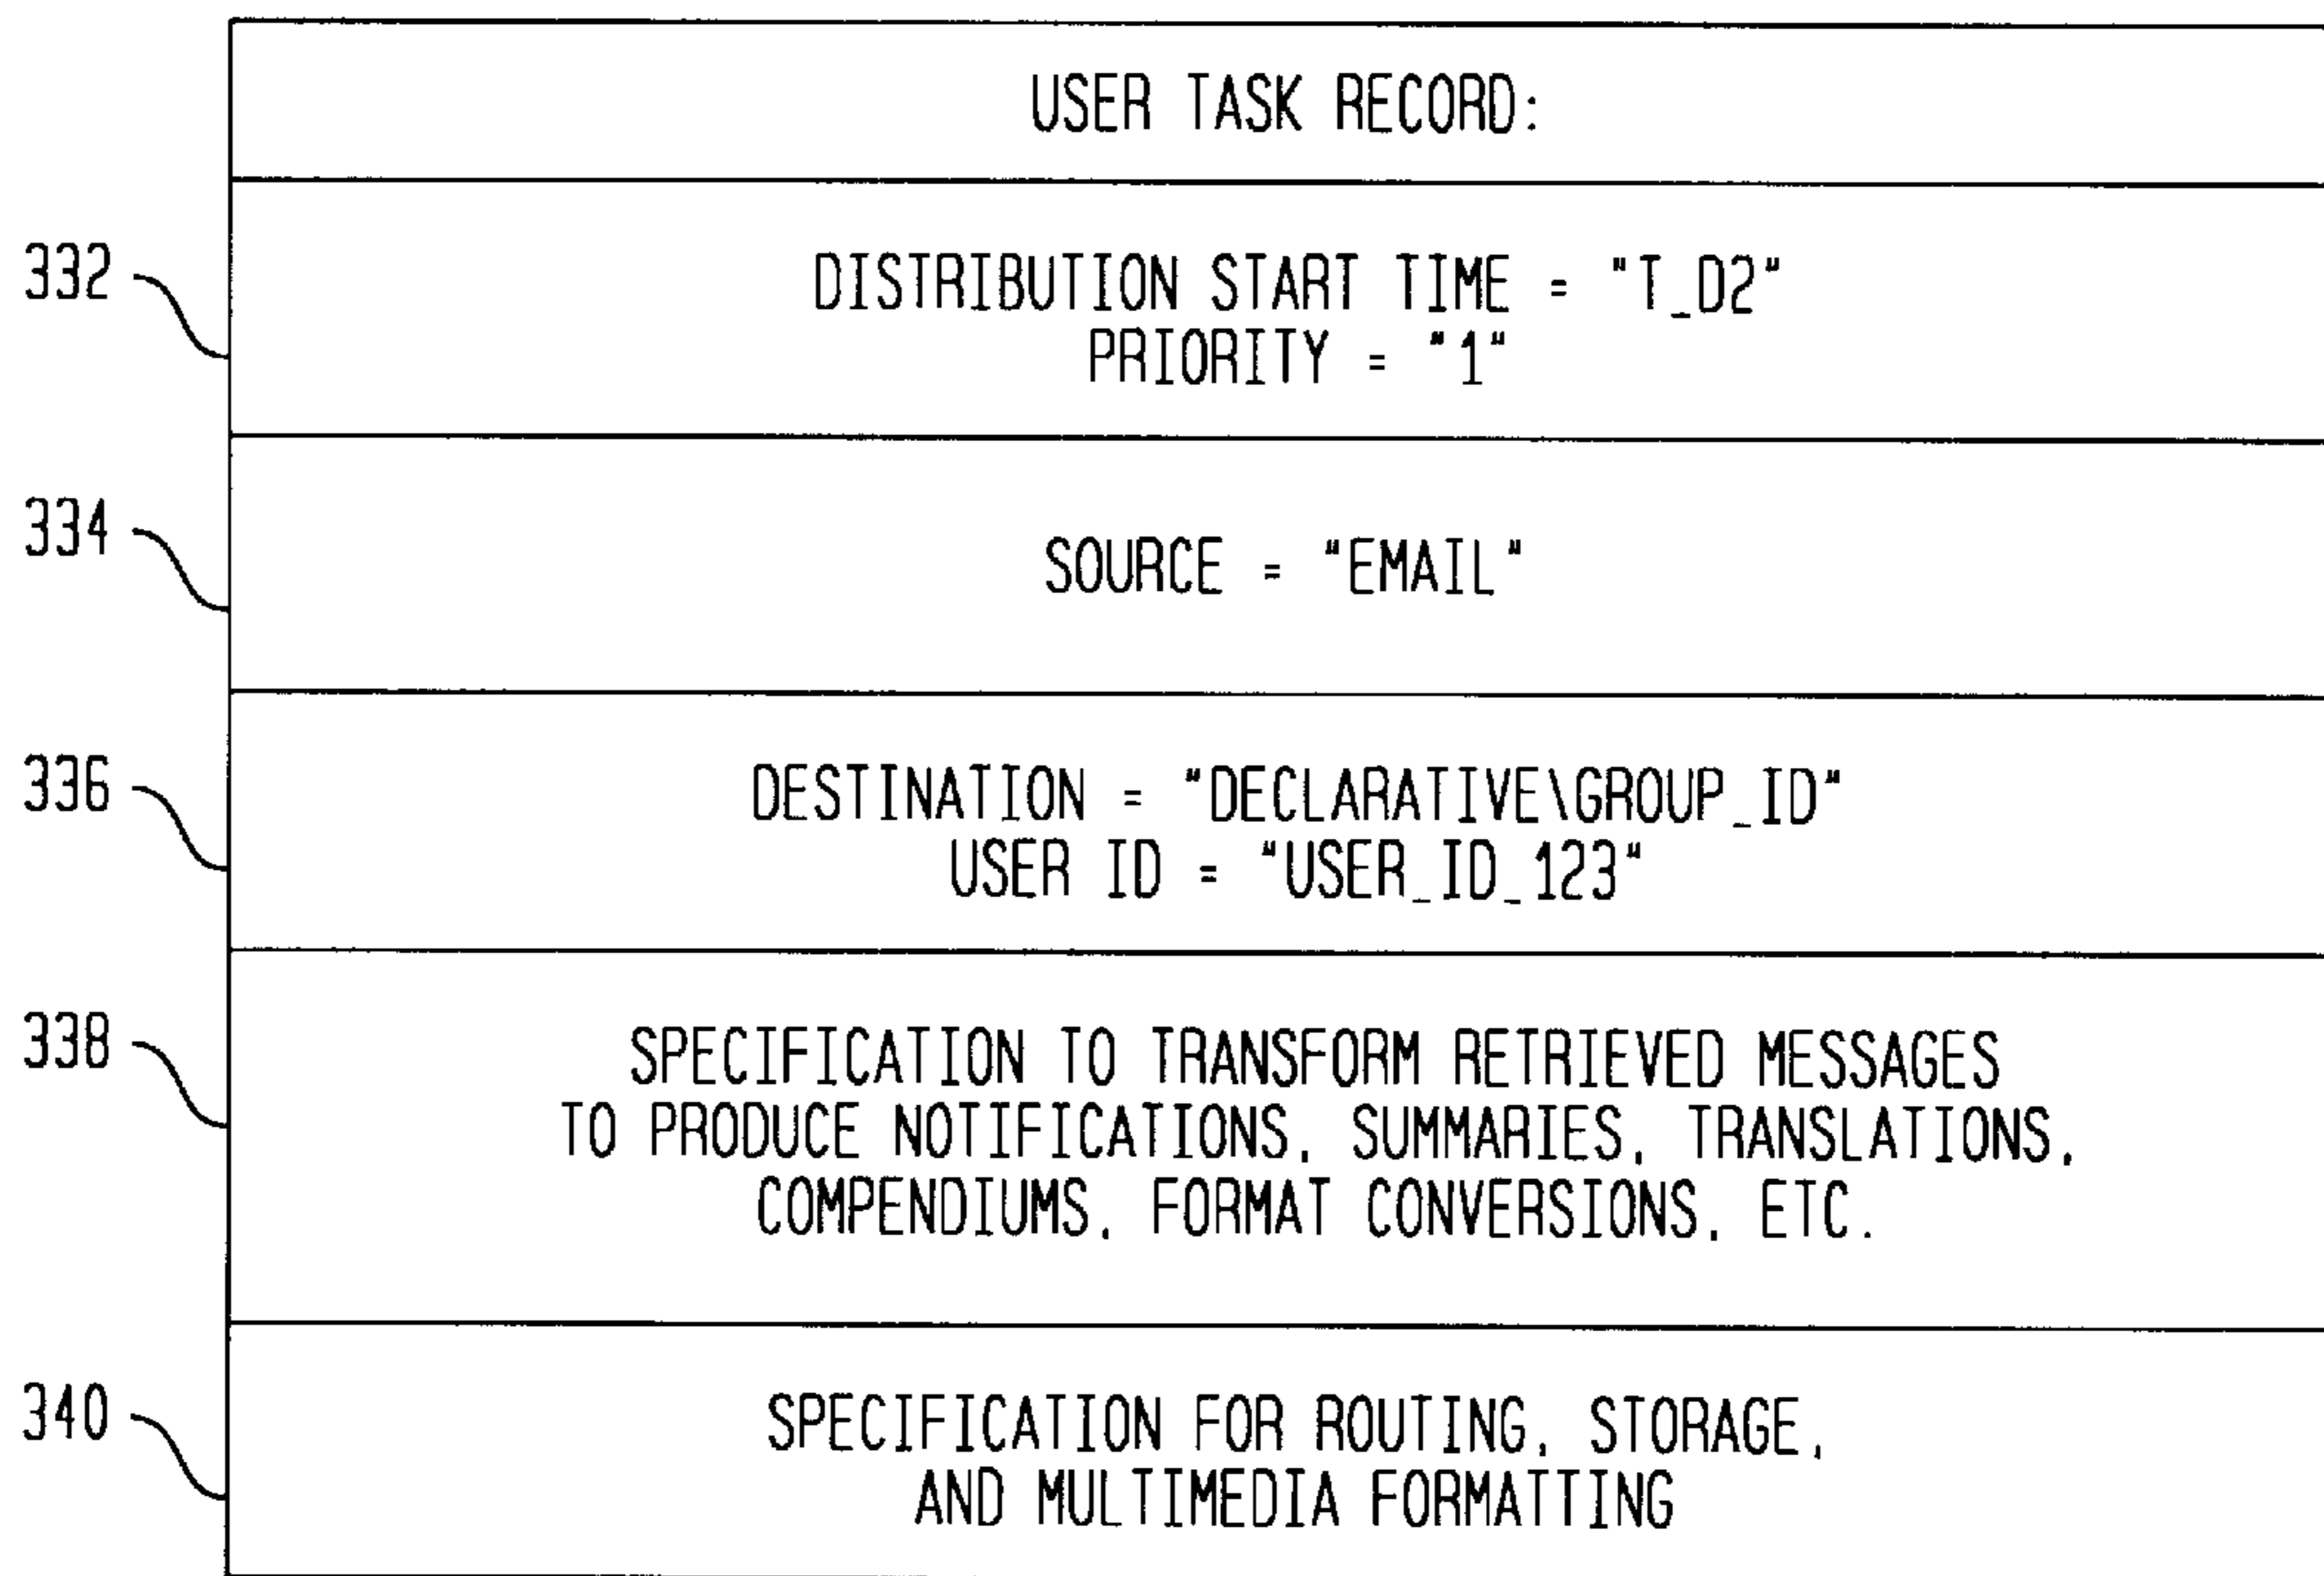 USER TASK RECORD:
332
DISTRIBUTION START TIME = "T_D2"
PRIORITY = "1"
334
SOURCE = "EMAIL"
336
DESTINATION = "DECLARATIVE\GROUP_ID"
USER ID = "USER_ID_123"
338
SPECIFICATION TO TRANSFORM RETRIEVED MESSAGES
TO PRODUCE NOTIFICATIONS, SUMMARIES, TRANSLATIONS,
COMPENDIUMS, FORMAT CONVERSIONS, ETC.
340
SPECIFICATION FOR ROUTING, STORAGE,
AND MULTIMEDIA FORMATTING